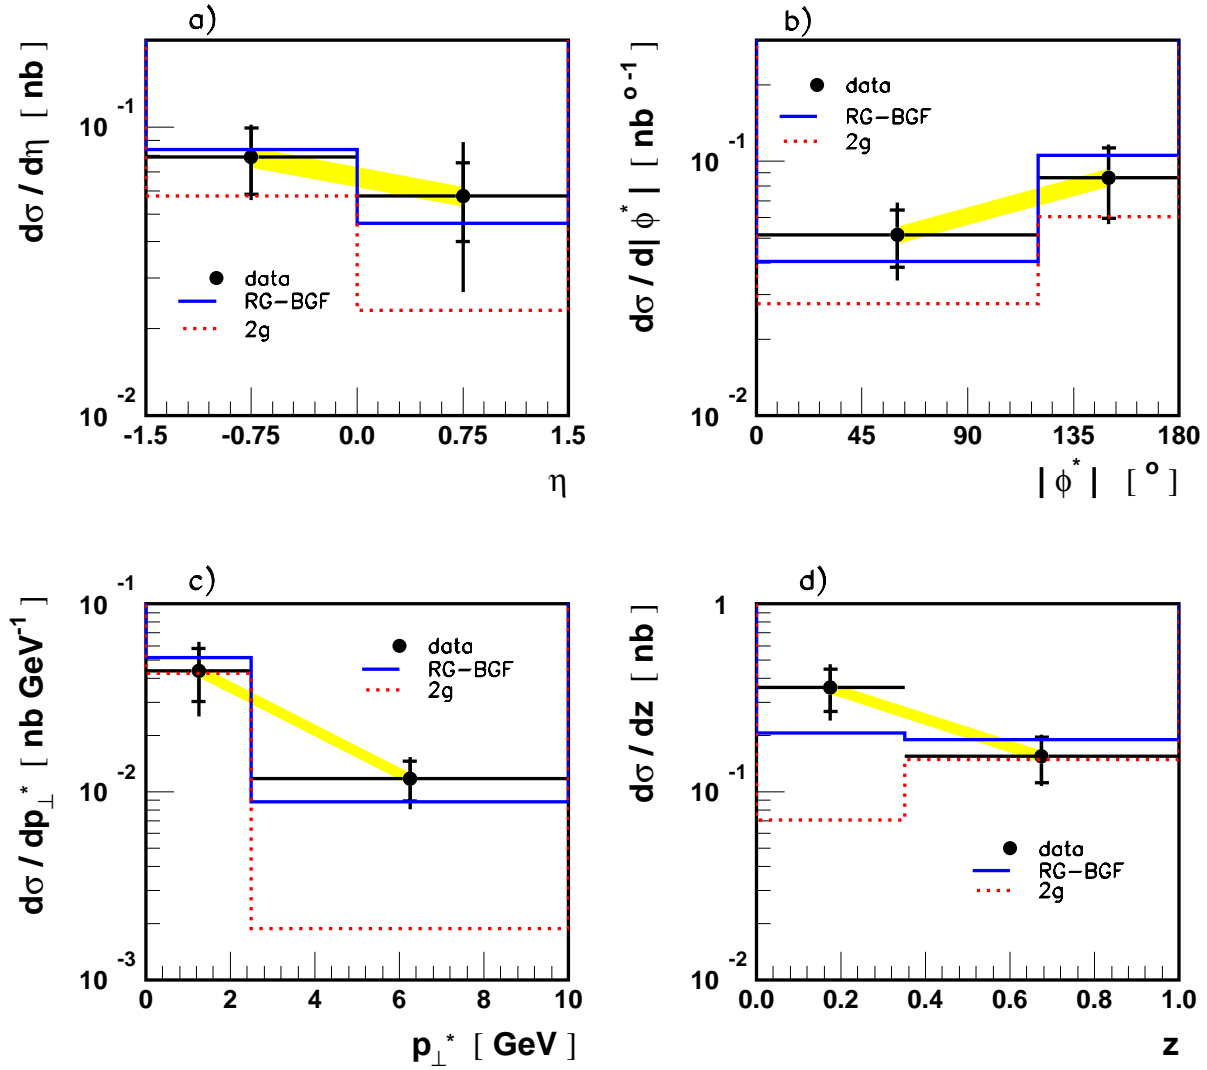 a)
dσ / dη [ nb]
10⁻¹
10⁻²
data
RG−BGF
2g
-1.5 -0.75 0.0 0.75 1.5
η
b)
dσ / d| ϕ* | [ nb º⁻¹]
10⁻¹
10⁻²
data
RG−BGF
2g
0 45 90 135 180
| ϕ* | [ º]
c)
dσ / dp⊥* [ nb GeV⁻¹]
10⁻¹
10⁻²
10⁻³
data
RG−BGF
2g
0 2 4 6 8 10
p⊥* [ GeV]
d)
dσ / dz [ nb]
1
10⁻¹
10⁻²
data
RG−BGF
2g
0.0 0.2 0.4 0.6 0.8 1.0
z